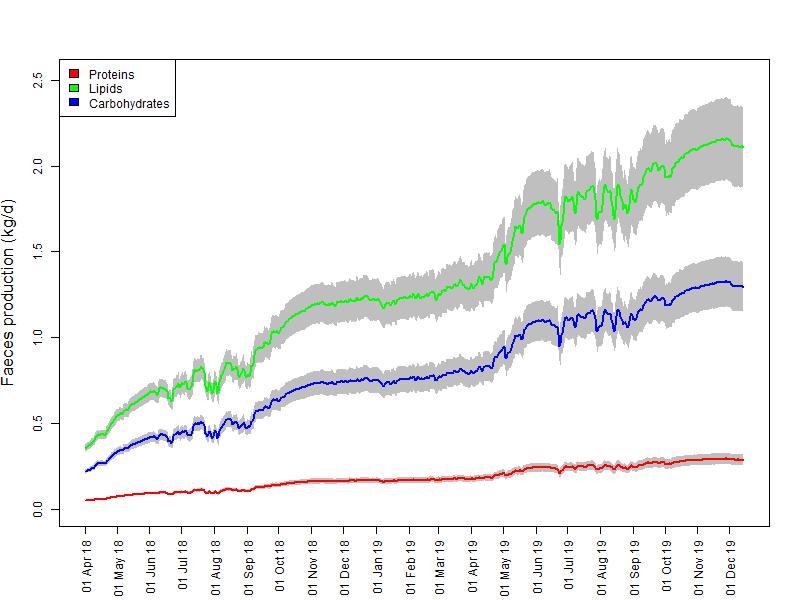 Proteins
Lipids
Carbohydrates
Faeces production (kg/d)
2.5
2.0
1.5
1.0
0.5
0.0
01 Apr 18
01 May 18
01 Jun 18
01 Jul 18
01 Aug 18
01 Sep 18
01 Oct 18
01 Nov 18
01 Dec 18
01 Jan 19
01 Feb 19
01 Mar 19
01 Apr 19
01 May 19
01 Jun 19
01 Jul 19
01 Aug 19
01 Sep 19
01 Oct 19
01 Nov 19
01 Dec 19